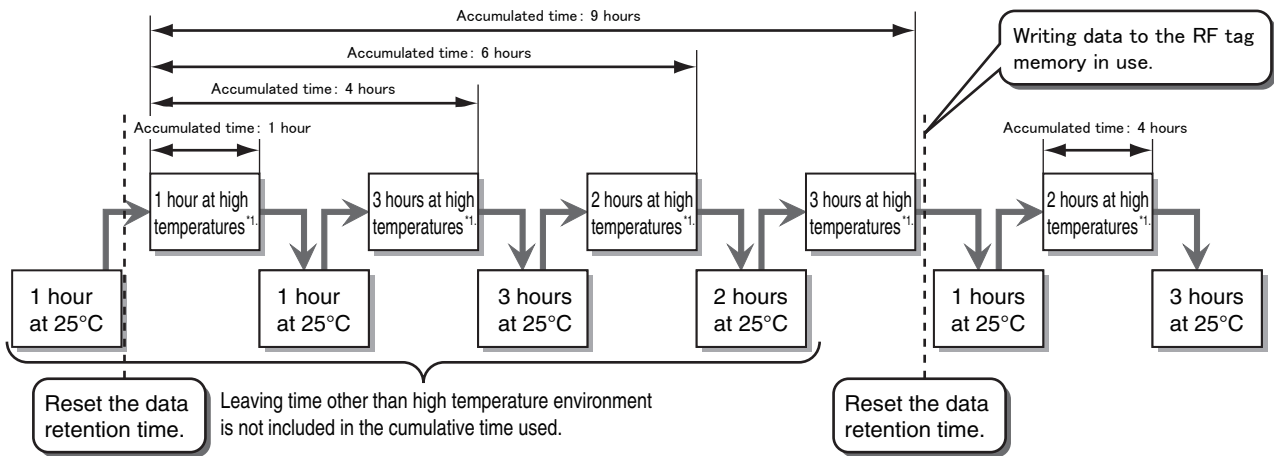 Accumulated time: 9 hours
Accumulated time: 6 hours
Accumulated time: 4 hours
Accumulated time: 1 hour
Writing data to the RF tag
memory in use.
Accumulated time: 4 hours
1 hour at high
temperatures*1.
3 hours at high
temperatures*1.
2 hours at high
temperatures*1.
3 hours at high
temperatures*1.
2 hours at high
temperatures*1.
1 hour
at 25°C
1 hour
at 25°C
3 hours
at 25°C
2 hours
at 25°C
1 hours
at 25°C
3 hours
at 25°C
Reset the data
retention time.
Leaving time other than high temperature environment
is not included in the cumulative time used.
Reset the data
retention time.